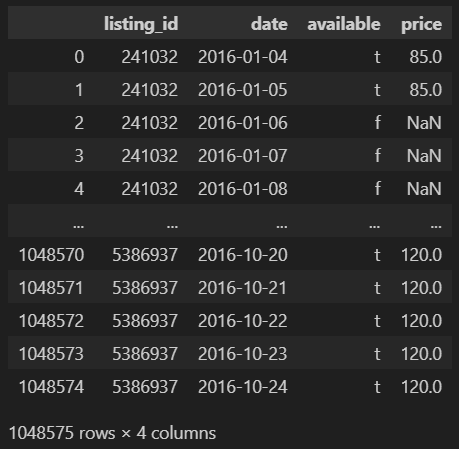 listing_id date available price
0 241032 2016-01-04 t 85.0
1 241032 2016-01-05 t 85.0
2 241032 2016-01-06 f NaN
3 241032 2016-01-07 f NaN
4 241032 2016-01-08 f NaN
... ... ... ... ...
1048570 5386937 2016-10-20 t 120.0
1048571 5386937 2016-10-21 t 120.0
1048572 5386937 2016-10-22 t 120.0
1048573 5386937 2016-10-23 t 120.0
1048574 5386937 2016-10-24 t 120.0
1048575 rows × 4 columns